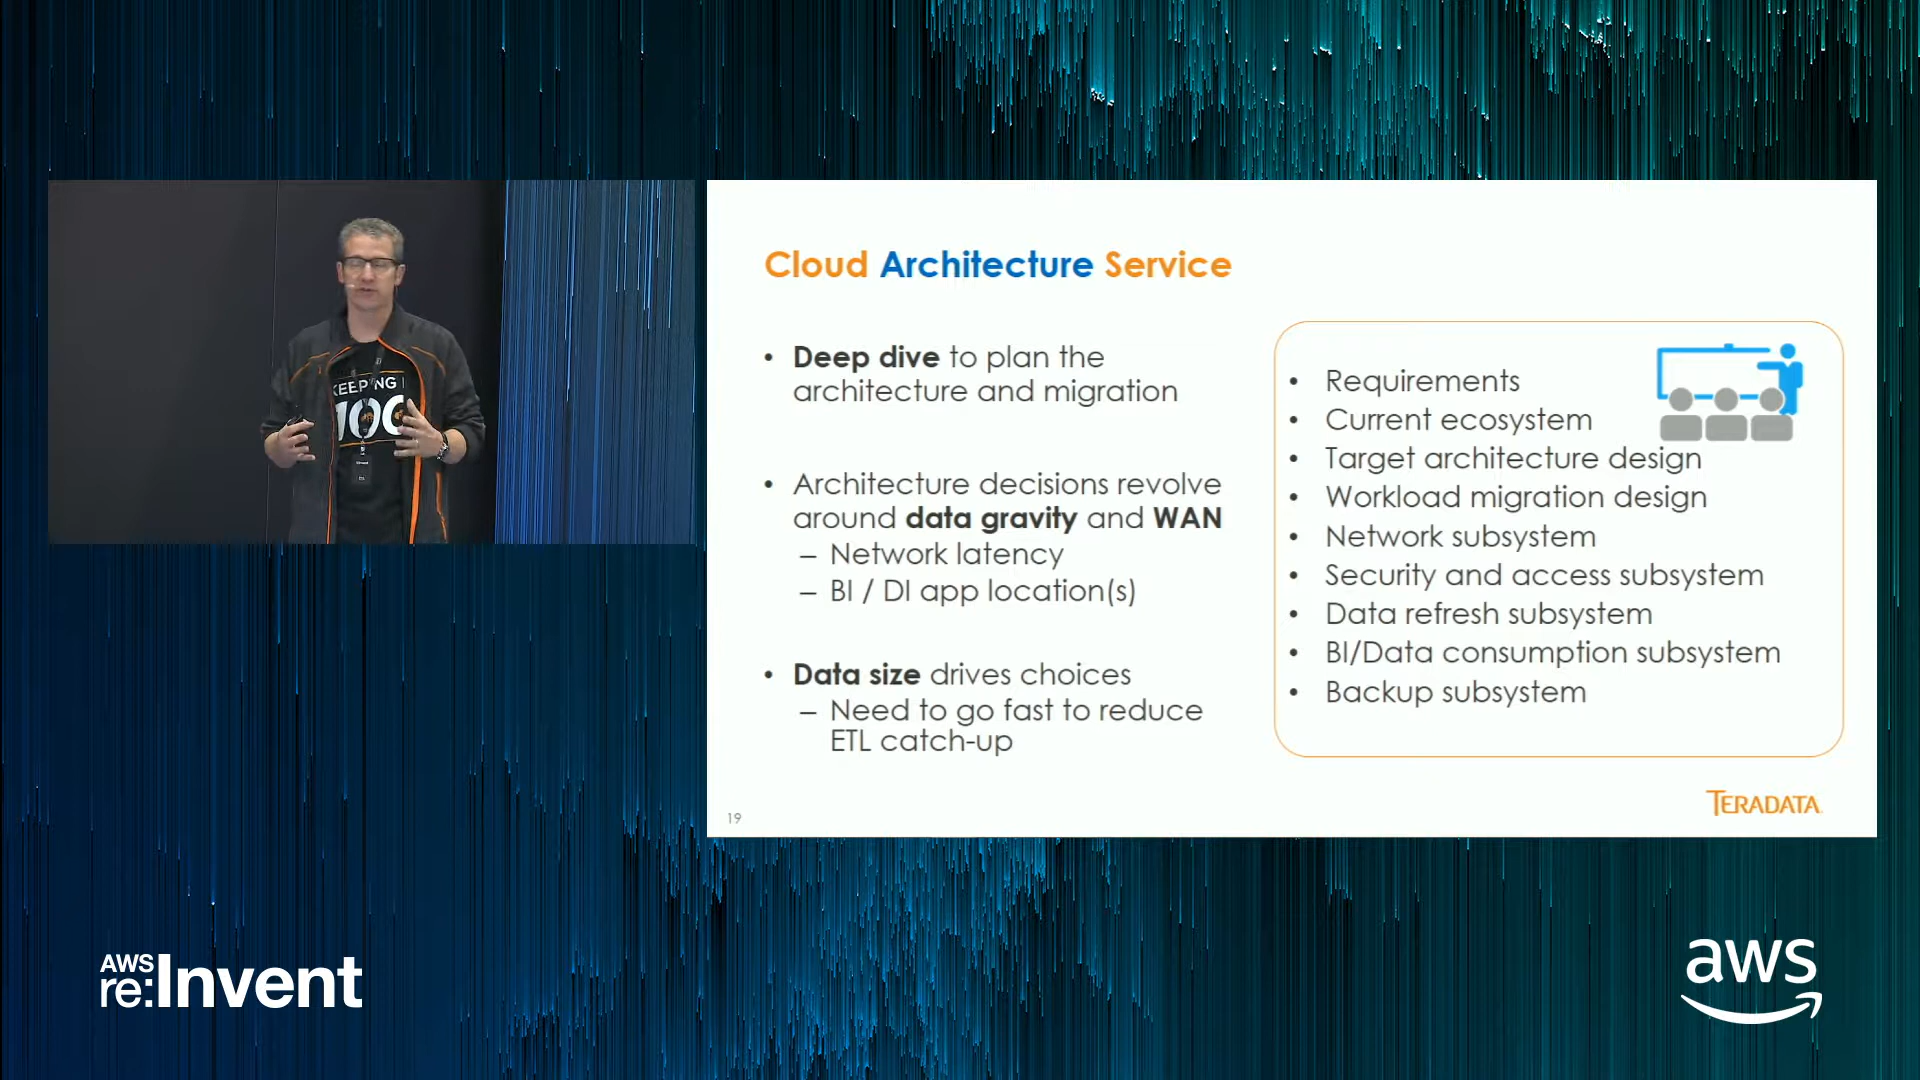 Cloud Architecture Service
• Deep dive to plan the
architecture and migration
• Architecture decisions revolve
around data gravity and WAN
– Network latency
– BI / DI app location(s)
• Data size drives choices
– Need to go fast to reduce
ETL catch-up
• Requirements
• Current ecosystem
• Target architecture design
• Workload migration design
• Network subsystem
• Security and access subsystem
• Data refresh subsystem
• BI/Data consumption subsystem
• Backup subsystem
19
TERADATA
KEEPING
100
AWS
re:Invent
aws